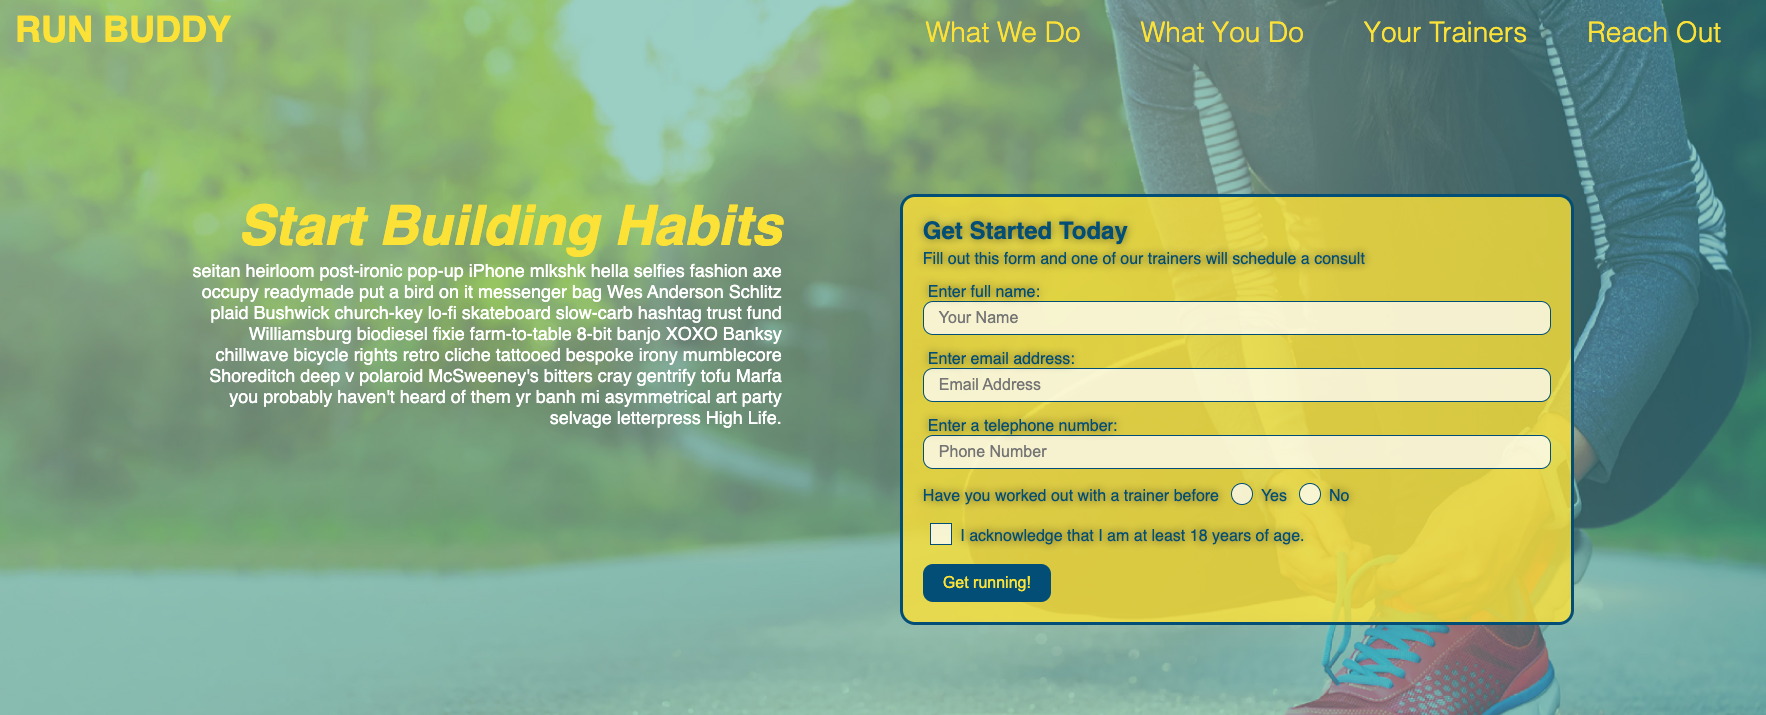 RUN BUDDY
What We Do
What You Do
Your Trainers
Reach Out
Start Building Habits
seitan heirloom post-ironic pop-up iPhone mlkshk hella selfies fashion axe
occupy readymade put a bird on it messenger bag Wes Anderson Schlitz
plaid Bushwick church-key lo-fi skateboard slow-carb hashtag trust fund
Williamsburg biodiesel fixie farm-to-table 8-bit banjo XOXO Banksy
chillwave bicycle rights retro cliche tattooed bespoke irony mumblecore
Shoreditch deep v polaroid McSweeney's bitters cray gentrify tofu Marfa
you probably haven't heard of them yr banh mi asymmetrical art party
selvage letterpress High Life.
Get Started Today
Fill out this form and one of our trainers will schedule a consult
Enter full name:
Your Name
Enter email address:
Email Address
Enter a telephone number:
Phone Number
Have you worked out with a trainer before Yes No
I acknowledge that I am at least 18 years of age.
Get running!